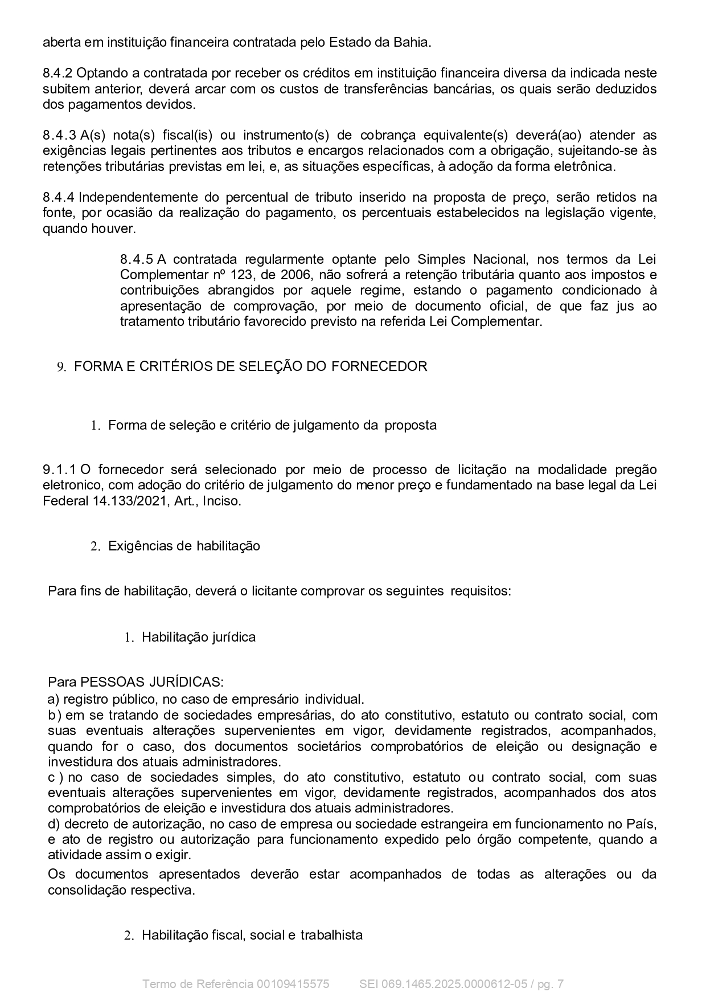 aberta em instituição financeira contratada pelo Estado da Bahia.
8.4.2 Optando a contratada por receber os créditos em instituição financeira diversa da indicada neste
subitem anterior, deverá arcar com os custos de transferências bancárias, os quais serão deduzidos
dos pagamentos devidos.
8.4.3 A(s) nota(s) fiscal(is) ou instrumento(s) de cobrança equivalente(s) deverá(ao) atender as
exigências legais pertinentes aos tributos e encargos relacionados com a obrigação, sujeitando-se às
retenções tributárias previstas em lei, e, as situações específicas, à adoção da forma eletrônica.
8.4.4 Independentemente do percentual de tributo inserido na proposta de preço, serão retidos na
fonte, por ocasião da realização do pagamento, os percentuais estabelecidos na legislação vigente,
quando houver.
8.4.5 A contratada regularmente optante pelo Simples Nacional, nos termos da Lei
Complementar nº 123, de 2006, não sofrerá a retenção tributária quanto aos impostos e
contribuições abrangidos por aquele regime, estando o pagamento condicionado à
apresentação de comprovação, por meio de documento oficial, de que faz jus ao
tratamento tributário favorecido previsto na referida Lei Complementar.
9. FORMA E CRITÉRIOS DE SELEÇÃO DO FORNECEDOR
1. Forma de seleção e critério de julgamento da proposta
9.1.1 O fornecedor será selecionado por meio de processo de licitação na modalidade pregão
eletronico, com adoção do critério de julgamento do menor preço e fundamentado na base legal da Lei
Federal 14.133/2021, Art., Inciso.
2. Exigências de habilitação
Para fins de habilitação, deverá o licitante comprovar os seguintes requisitos:
1. Habilitação jurídica
Para PESSOAS JURÍDICAS:
a) registro público, no caso de empresário individual.
b) em se tratando de sociedades empresárias, do ato constitutivo, estatuto ou contrato social, com
suas eventuais alterações supervenientes em vigor, devidamente registrados, acompanhados,
quando for o caso, dos documentos societários comprobatórios de eleição ou designação e
investidura dos atuais administradores.
c ) no caso de sociedades simples, do ato constitutivo, estatuto ou contrato social, com suas
eventuais alterações supervenientes em vigor, devidamente registrados, acompanhados dos atos
comprobatórios de eleição e investidura dos atuais administradores.
d) decreto de autorização, no caso de empresa ou sociedade estrangeira em funcionamento no País,
e ato de registro ou autorização para funcionamento expedido pelo órgão competente, quando a
atividade assim o exigir.
Os documentos apresentados deverão estar acompanhados de todas as alterações ou da
consolidação respectiva.
2. Habilitação fiscal, social e trabalhista
Termo de Referência 00109415575 SEI 069.1465.2025.0000612-05 / pg. 7